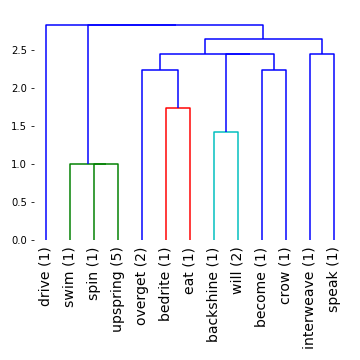 2.5
2.0
1.5
1.0
0.5
0.0
drive (1)
swim (1)
spin (1)
upspring (5)
overget (2)
bedrite (1)
eat (1)
backshine (1)
will (2)
become (1)
crow (1)
interweave (1)
speak (1)